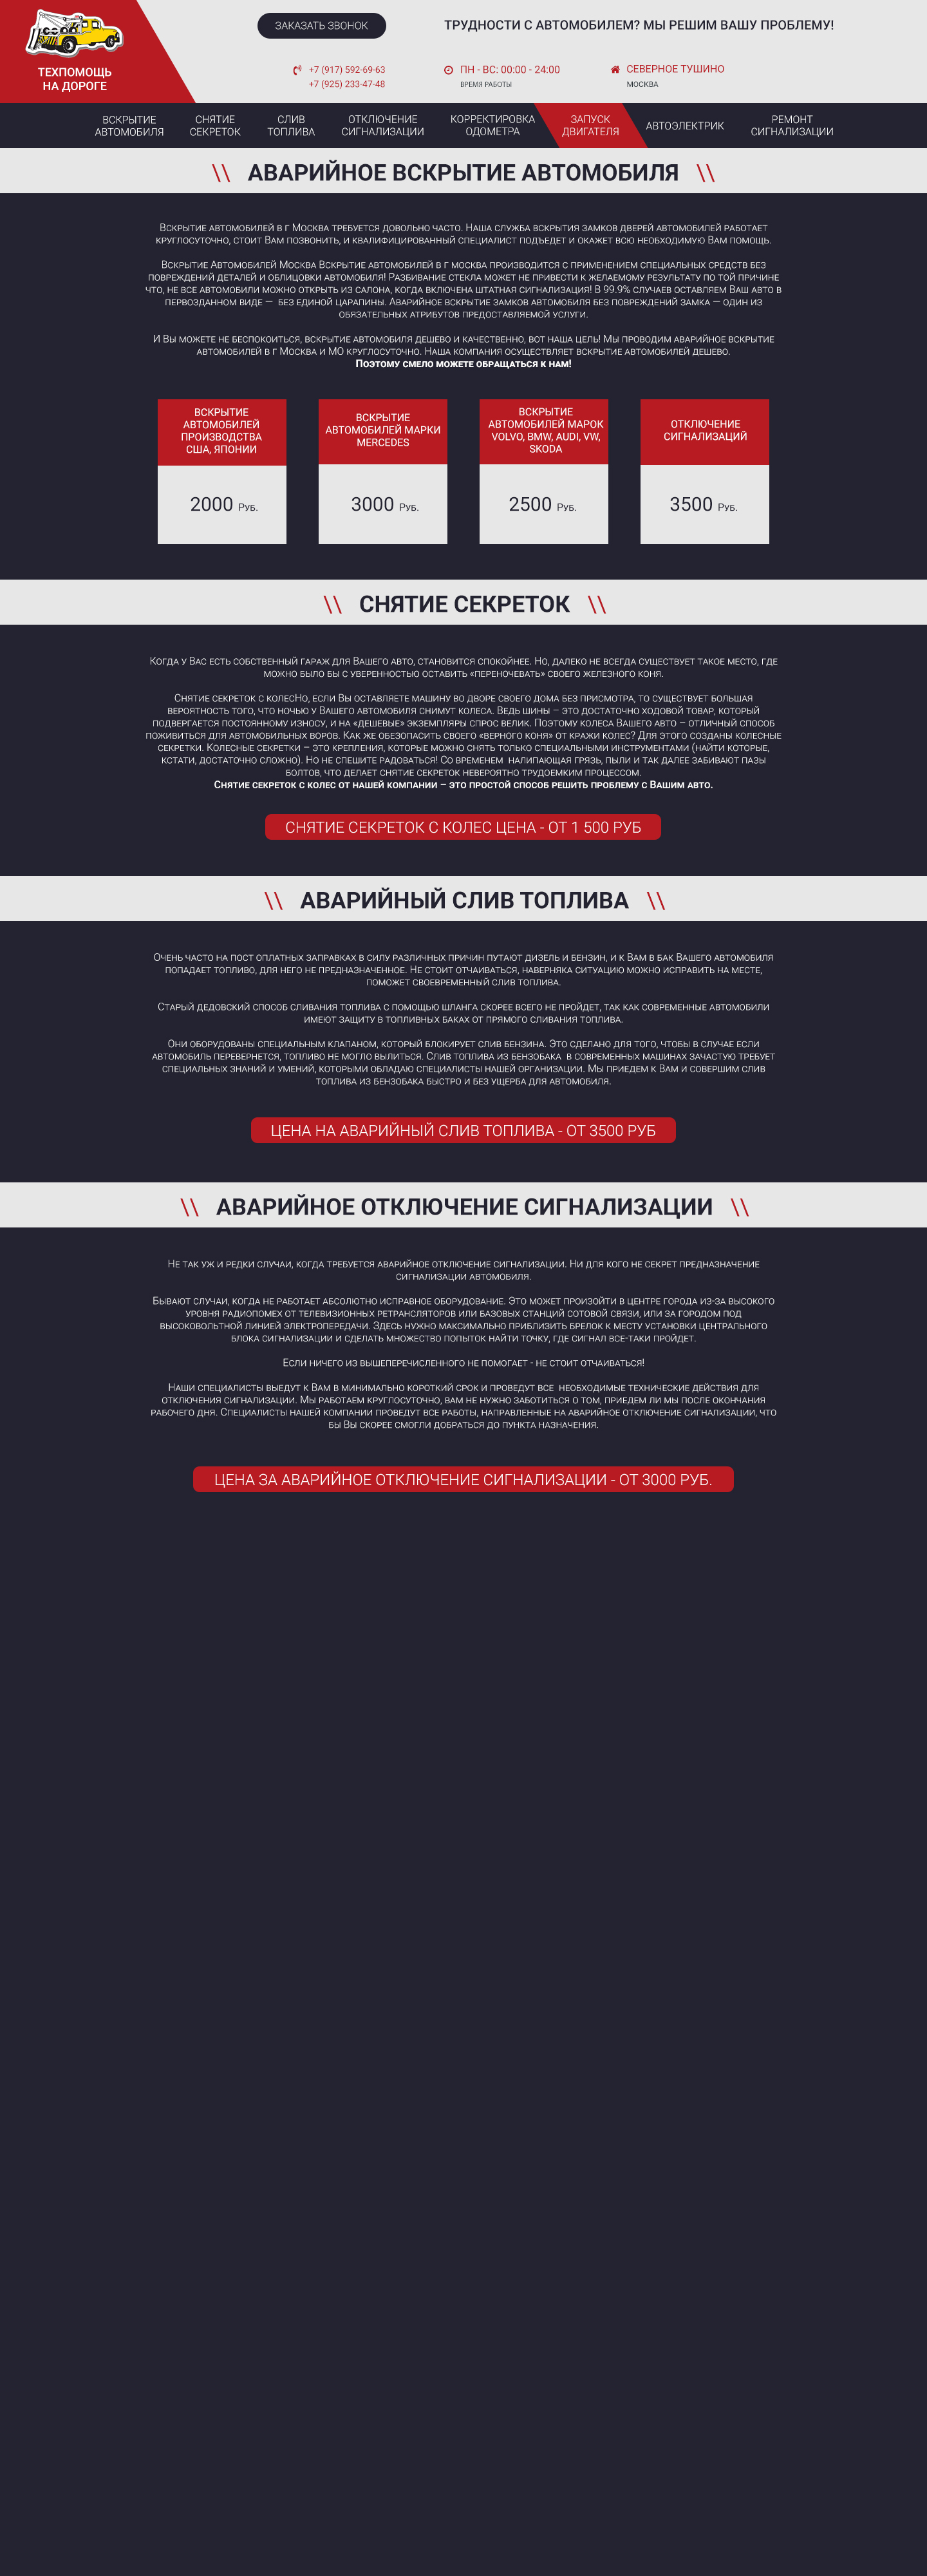 ТЕХПОМОЩЬ
НА ДОРОГЕ
ЗАКАЗАТЬ ЗВОНОК
ТРУДНОСТИ С АВТОМОБИЛЕМ? МЫ РЕШИМ ВАШУ ПРОБЛЕМУ!
+7 (917) 592-69-63
+7 (925) 233-47-48
ПН - ВС: 00:00 - 24:00
ВРЕМЯ РАБОТЫ
СЕВЕРНОЕ ТУШИНО
МОСКВА
ВСКРЫТИЕ
АВТОМОБИЛЯ
СНЯТИЕ
СЕКРЕТОК
СЛИВ
ТОПЛИВА
ОТКЛЮЧЕНИЕ
СИГНАЛИЗАЦИИ
КОРРЕКТИРОВКА
ОДОМЕТРА
ЗАПУСК
ДВИГАТЕЛЯ
АВТОЭЛЕКТРИК
РЕМОНТ
СИГНАЛИЗАЦИИ
\\ АВАРИЙНОЕ ВСКРЫТИЕ АВТОМОБИЛЯ \\
Вскрытие автомобилей в г Москва требуется довольно часто. Наша служба вскрытия замков дверей автомобилей работает
круглосуточно, стоит Вам позвонить, и квалифицированный специалист подъедет и окажет всю необходимую Вам помощь.
Вскрытие Автомобилей Москва Вскрытие автомобилей в г москва производится с применением специальных средств без
повреждений деталей и облицовки автомобиля! Разбивание стекла может не привести к желаемому результату по той причине
что, не все автомобили можно открыть из салона, когда включена штатная сигнализация! В 99.9% случаев оставляем Ваш авто в
первозданном виде — без единой царапины. Аварийное вскрытие замков автомобиля без повреждений замка — один из
обязательных атрибутов предоставляемой услуги.
И Вы можете не беспокоиться, вскрытие автомобиля дешево и качественно, вот наша цель! Мы проводим аварийное вскрытие
автомобилей в г Москва и МО круглосуточно. Наша компания осуществляет вскрытие автомобилей дешево.
Поэтому смело можете обращаться к нам!
ВСКРЫТИЕ
АВТОМОБИЛЕЙ
ПРОИЗВОДСТВА
США, ЯПОНИИ
2000 Руб.
ВСКРЫТИЕ
АВТОМОБИЛЕЙ МАРКИ
MERCEDES
3000 Руб.
ВСКРЫТИЕ
АВТОМОБИЛЕЙ МАРОК
VOLVO, BMW, AUDI, VW,
SKODA
2500 Руб.
ОТКЛЮЧЕНИЕ
СИГНАЛИЗАЦИЙ
3500 Руб.
\\ СНЯТИЕ СЕКРЕТОК \\
Когда у Вас есть собственный гараж для Вашего авто, становится спокойнее. Но, далеко не всегда существует такое место, где
можно было бы с уверенностью оставить «переночевать» своего железного коня.
Снятие секреток с колесНо, если Вы оставляете машину во дворе своего дома без присмотра, то существует большая
вероятность того, что ночью у Вашего автомобиля снимут колеса. Ведь шины – это достаточно ходовой товар, который
подвергается постоянному износу, и на «дешевые» экземпляры спрос велик. Поэтому колеса Вашего авто – отличный способ
поживиться для автомобильных воров. Как же обезопасить своего «верного коня» от кражи колес? Для этого созданы колесные
секретки. Колесные секретки – это крепления, которые можно снять только специальными инструментами (найти которые,
кстати, достаточно сложно). Но не спешите радоваться! Со временем налипающая грязь, пыли и так далее забивают пазы
болтов, что делает снятие секреток невероятно трудоемким процессом.
Снятие секреток с колес от нашей компании – это простой способ решить проблему с Вашим авто.
СНЯТИЕ СЕКРЕТОК С КОЛЕС ЦЕНА - ОТ 1 500 РУБ
\\ АВАРИЙНЫЙ СЛИВ ТОПЛИВА \\
Очень часто на пост оплатных заправках в силу различных причин путают дизель и бензин, и к Вам в бак Вашего автомобиля
попадает топливо, для него не предназначенное. Не стоит отчаиваться, наверняка ситуацию можно исправить на месте,
поможет своевременный слив топлива.
Старый дедовский способ сливания топлива с помощью шланга скорее всего не пройдет, так как современные автомобили
имеют защиту в топливных баках от прямого сливания топлива.
Они оборудованы специальным клапаном, который блокирует слив бензина. Это сделано для того, чтобы в случае если
автомобиль перевернется, топливо не могло вылиться. Слив топлива из бензобака в современных машинах зачастую требует
специальных знаний и умений, которыми обладаю специалисты нашей организации. Мы приедем к Вам и совершим слив
топлива из бензобака быстро и без ущерба для автомобиля.
ЦЕНА НА АВАРИЙНЫЙ СЛИВ ТОПЛИВА - ОТ 3500 РУБ
\\ АВАРИЙНОЕ ОТКЛЮЧЕНИЕ СИГНАЛИЗАЦИИ \\
Не так уж и редки случаи, когда требуется аварийное отключение сигнализации. Ни для кого не секрет предназначение
сигнализации автомобиля.
Бывают случаи, когда не работает абсолютно исправное оборудование. Это может произойти в центре города из-за высокого
уровня радиопомех от телевизионных ретрансляторов или базовых станций сотовой связи, или за городом под
высоковольтной линией электропередачи. Здесь нужно максимально приблизить брелок к месту установки центрального
блока сигнализации и сделать множество попыток найти точку, где сигнал все-таки пройдет.
Если ничего из вышеперечисленного не помогает - не стоит отчаиваться!
Наши специалисты выедут к Вам в минимально короткий срок и проведут все необходимые технические действия для
отключения сигнализации. Мы работаем круглосуточно, вам не нужно заботиться о том, приедем ли мы после окончания
рабочего дня. Специалисты нашей компании проведут все работы, направленные на аварийное отключение сигнализации, что
бы Вы скорее смогли добраться до пункта назначения.
ЦЕНА ЗА АВАРИЙНОЕ ОТКЛЮЧЕНИЕ СИГНАЛИЗАЦИИ - ОТ 3000 РУБ.